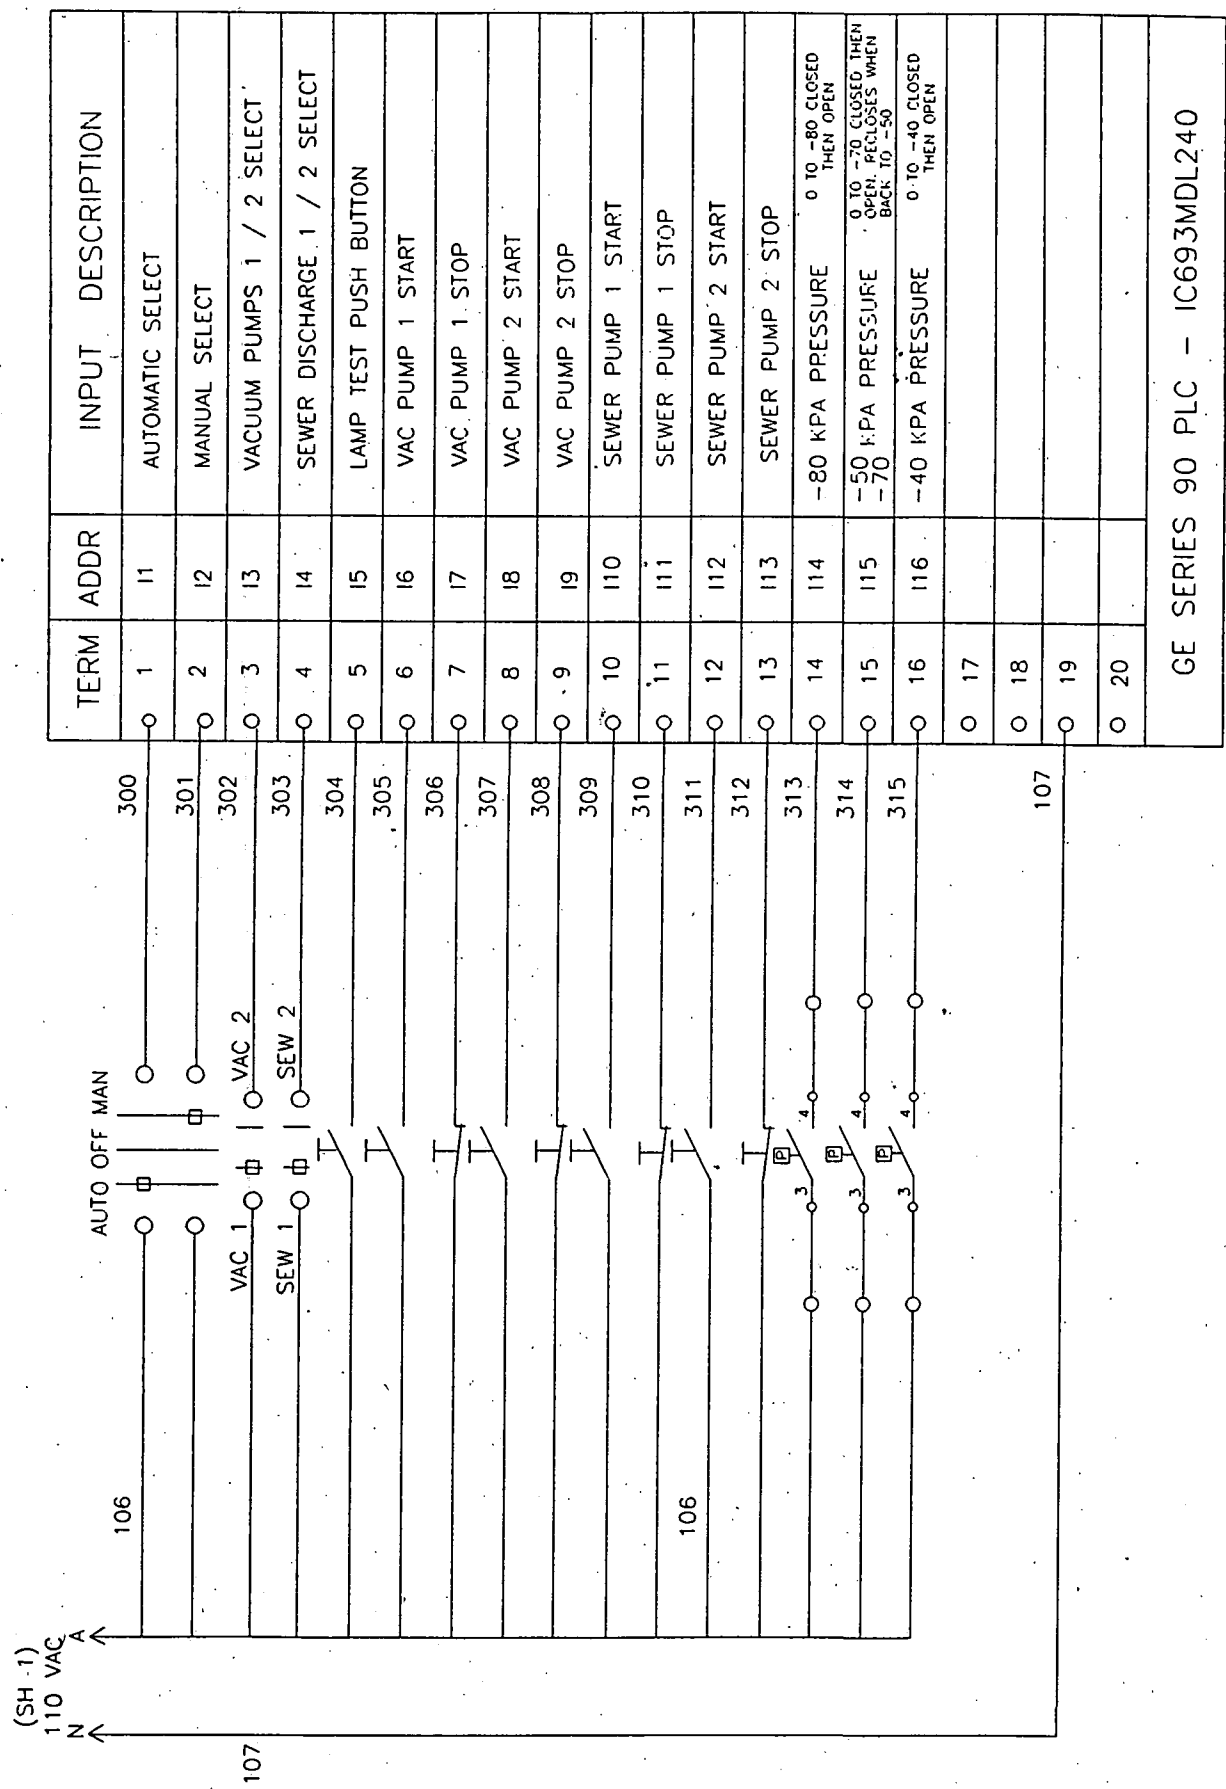 (SH-1)
110 VAC
N A
107
106
106
AUTO OFF MAN
VAC 1 VAC 2
SEW 1 SEW 2
P 3 4
P 3 4
P 3 4
300
301
302
303
304
305
306
307
308
309
310
311
312
313
314
315
107
TERM ADDR INPUT DESCRIPTION
1 I1 AUTOMATIC SELECT
2 I2 MANUAL SELECT
3 I3 VACUUM PUMPS 1 / 2 SELECT
4 I4 SEWER DISCHARGE 1 / 2 SELECT
5 I5 LAMP TEST PUSH BUTTON
6 I6 VAC PUMP 1 START
7 I7 VAC PUMP 1 STOP
8 I8 VAC PUMP 2 START
9 I9 VAC PUMP 2 STOP
10 I10 SEWER PUMP 1 START
11 I11 SEWER PUMP 1 STOP
12 I12 SEWER PUMP 2 START
13 I13 SEWER PUMP 2 STOP
14 I14 -80 KPA PRESSURE 0 TO -80 CLOSED
THEN OPEN
15 I15 -50 KPA PRESSURE
-70
0 TO -70 CLOSED THEN
OPEN. RECLOSES WHEN
BACK TO -50
16 I16 -40 KPA PRESSURE 0 TO -40 CLOSED
THEN OPEN
17
18
19
20
GE SERIES 90 PLC - IC693MDL240